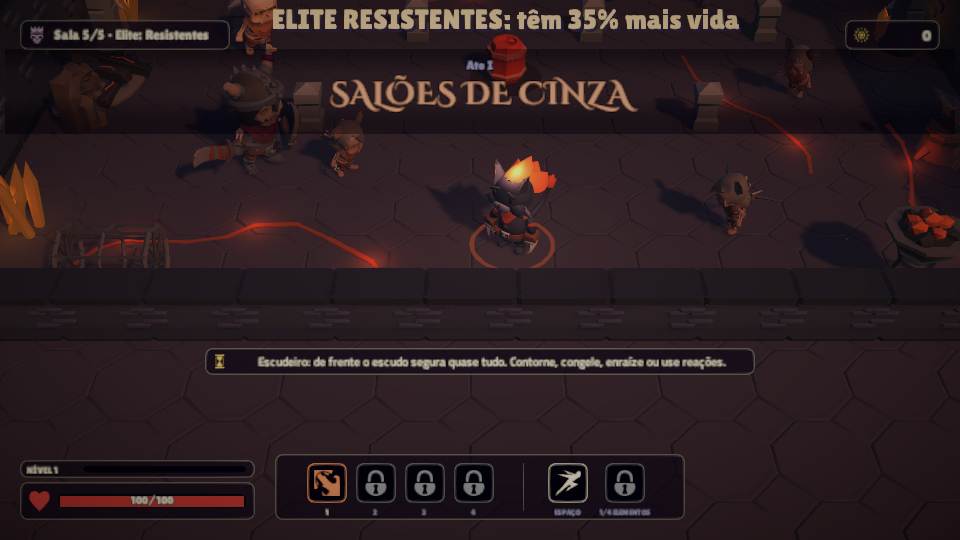 ELITE RESISTENTES: têm 35% mais vida
Sala 5/5 - Elite: Resistentes
0
Ato I
SALÕES DE CINZA
Escudeiro: de frente o escudo segura quase tudo. Contorne, congele, enraíze ou use reações.
NÍVEL 1
100/100
1
2
3
4
ESPAÇO
1/4 ELEMENTOS